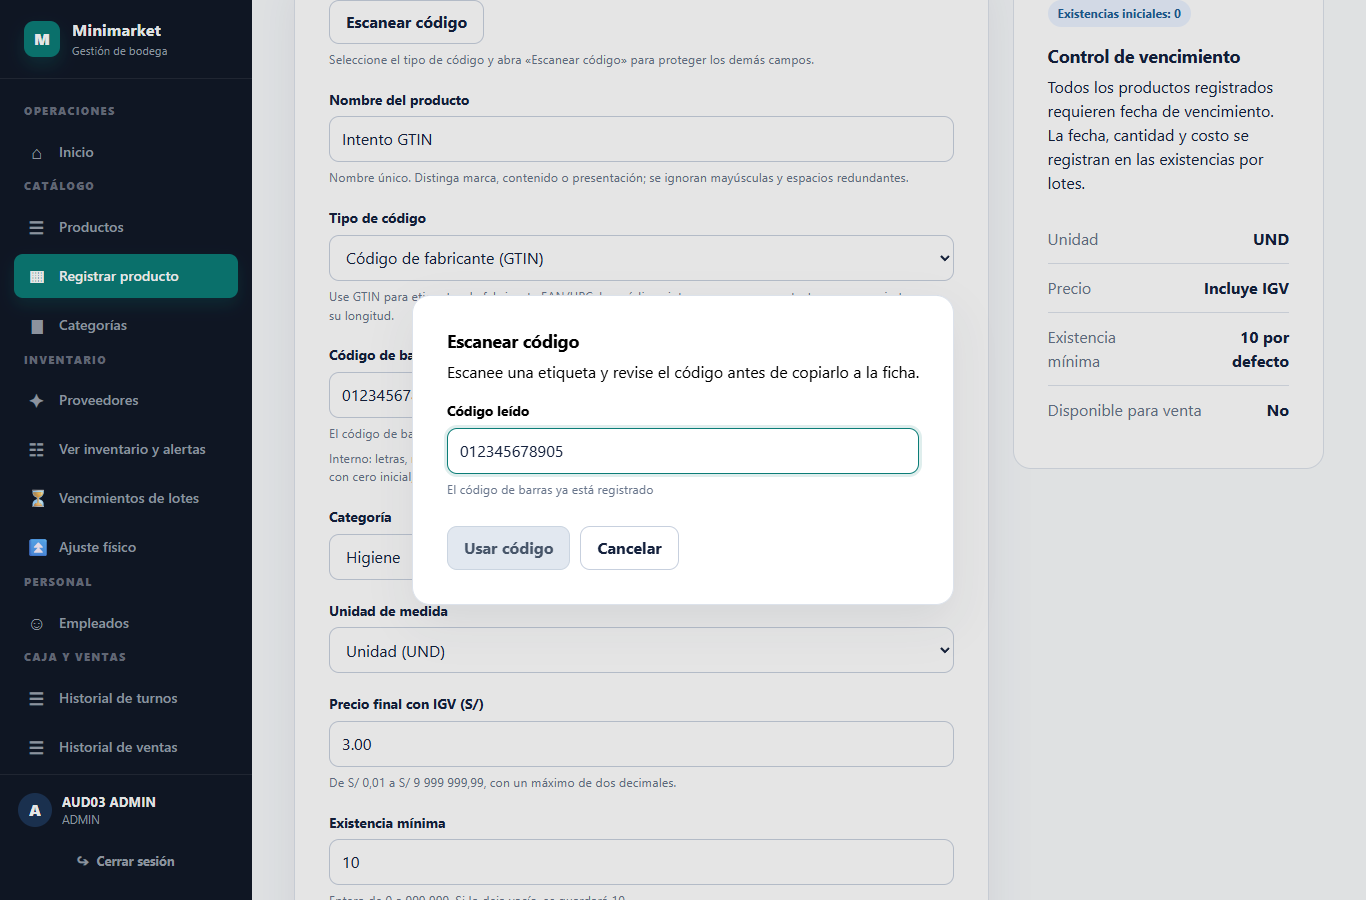 M
Minimarket
Gestión de bodega
OPERACIONES
Inicio
CATÁLOGO
Productos
Registrar producto
Categorías
INVENTARIO
Proveedores
Ver inventario y alertas
Vencimientos de lotes
Ajuste físico
PERSONAL
Empleados
CAJA Y VENTAS
Historial de turnos
Historial de ventas
A
AUD03 ADMIN
ADMIN
Cerrar sesión
Escanear código
Seleccione el tipo de código y abra «Escanear código» para proteger los demás campos.
Nombre del producto
Intento GTIN
Nombre único. Distinga marca, contenido o presentación; se ignoran mayúsculas y espacios redundantes.
Tipo de código
Código de fabricante (GTIN)
Use GTIN para
su longitud.
Código de ba
01234567
El código de ba
Interno: letras,
con cero inicial
Categoría
Higiene
Unidad de medida
Unidad (UND)
Precio final con IGV (S/)
3.00
De S/ 0,01 a S/ 9 999 999,99, con un máximo de dos decimales.
Existencia mínima
10
Escanear código
Escanee una etiqueta y revise el código antes de copiarlo a la ficha.
Código leído
012345678905
El código de barras ya está registrado
Usar código
Cancelar
Existencias iniciales: 0
Control de vencimiento
Todos los productos registrados
requieren fecha de vencimiento.
La fecha, cantidad y costo se
registran en las existencias por
lotes.
Unidad UND
Precio Incluye IGV
Existencia 10 por
mínima defecto
Disponible para venta No